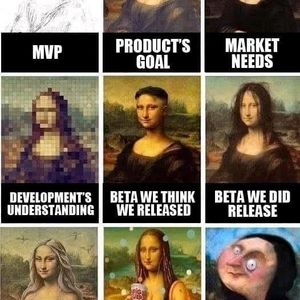 MVP
PRODUCT'S
GOAL
MARKET
NEEDS
DEVELOPMENT'S
UNDERSTANDING
BETA WE THINK
WE RELEASED
BETA WE DID
RELEASE